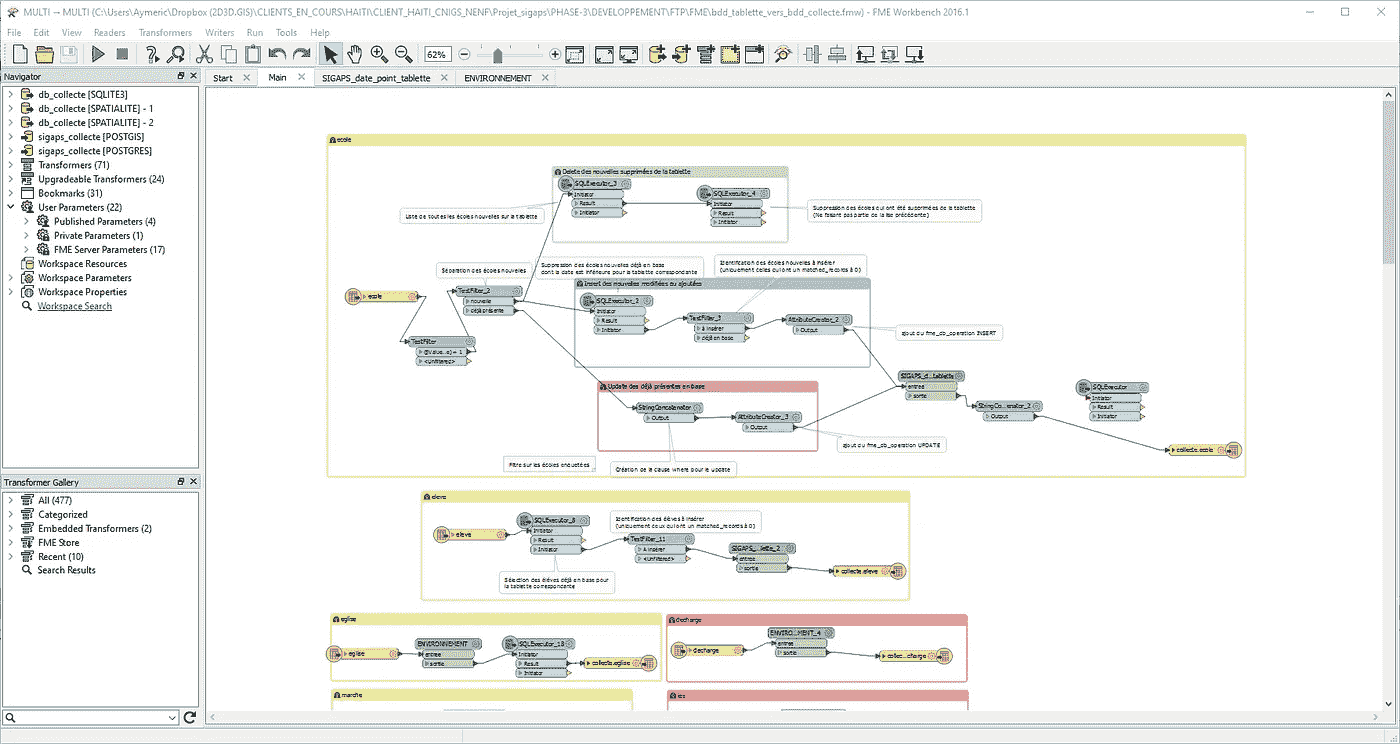 MULTI → MULTI (C:\Users\Aymeric\Dropbox (2D3D.GIS)\CLIENTS_EN_COURS\HAITI\CLIENT_HAITI_CNIGS_NENF\Projet_sigaps\PHASE-3\DEVELOPPEMENT\FTP\FME\bdd_tablette_vers_bdd_collecte.fmw) - FME Workbench 2016.1
File Edit View Readers Transformers Writers Run Tools Help
62%
Navigator
db_collecte [SQLITE3]
db_collecte [SPATIALITE] - 1
db_collecte [SPATIALITE] - 2
sigaps_collecte [POSTGIS]
sigaps_collecte [POSTGRES]
Transformers (71)
Upgradeable Transformers (24)
Bookmarks (31)
User Parameters (22)
Published Parameters (4)
Private Parameters (1)
FME Server Parameters (17)
Workspace Resources
Workspace Parameters
Workspace Properties
Workspace Search
Transformer Gallery
All (477)
Categorized
Embedded Transformers (2)
FME Store
Recent (10)
Search Results
Start Main SIGAPS_date_point_tablette ENVIRONNEMENT
ecole
Delete des nouvelles supprimées de la tablette
SQLExecutor_3
Initiator
Result
Initiator
SQLExecutor_4
Initiator
Result
Initiator
Liste de toutes les écoles nouvelles sur la tablette
Suppression des écoles qui ont été supprimées de la tablette
(Ne faisant pas partie de la lise précédente)
Séparation des écoles nouvelles
Suppression des écoles nouvelles déjà en base
dont la date est inférieure pour la tablette correspondante
Identification des écoles nouvelles à insérer
(uniquement celles qui ont un matched_records à 0)
ecole
TestFilter_2
nouvelle
déjà présente
TestFilter
@Value...e) = 1
<Unfiltered>
Insert des nouvelles modifiées ou ajoutées
SQLExecutor_2
Initiator
Result
Initiator
TestFilter_3
à insérer
déjà en base
AttributeCreator_2
Output
ajout du fme_db_operation INSERT
Update des déjà présentes en base
StringConcatenator
Output
AttributeCreator_3
Output
ajout du fme_db_operation UPDATE
Filtre sur les écoles enquetées
Création de la clause where pour le update
SIGAPS_d...tablette
entree
sortie
StringCo...enator_2
Output
SQLExecutor
Initiator
Result
Initiator
collecte.ecole
eleve
eleve
SQLExecutor_8
Initiator
Result
Initiator
Identification des élèves à insérer
(uniquement ceux qui ont un matched_records à 0)
TestFilter_11
A insérer
<Unfiltered>
SIGAPS_...lette_2
entree
sortie
collecte.eleve
Sélection des élèves déjà en base pour
la tablette correspondante
eglise
eglise
ENVIRONNEMENT
entree
sortie
SQLExecutor_13
Initiator
Result
Initiator
collecte.eglise
decharge
decharge
ENVIRO...MENT_4
entree
sortie
collec...charge
marche